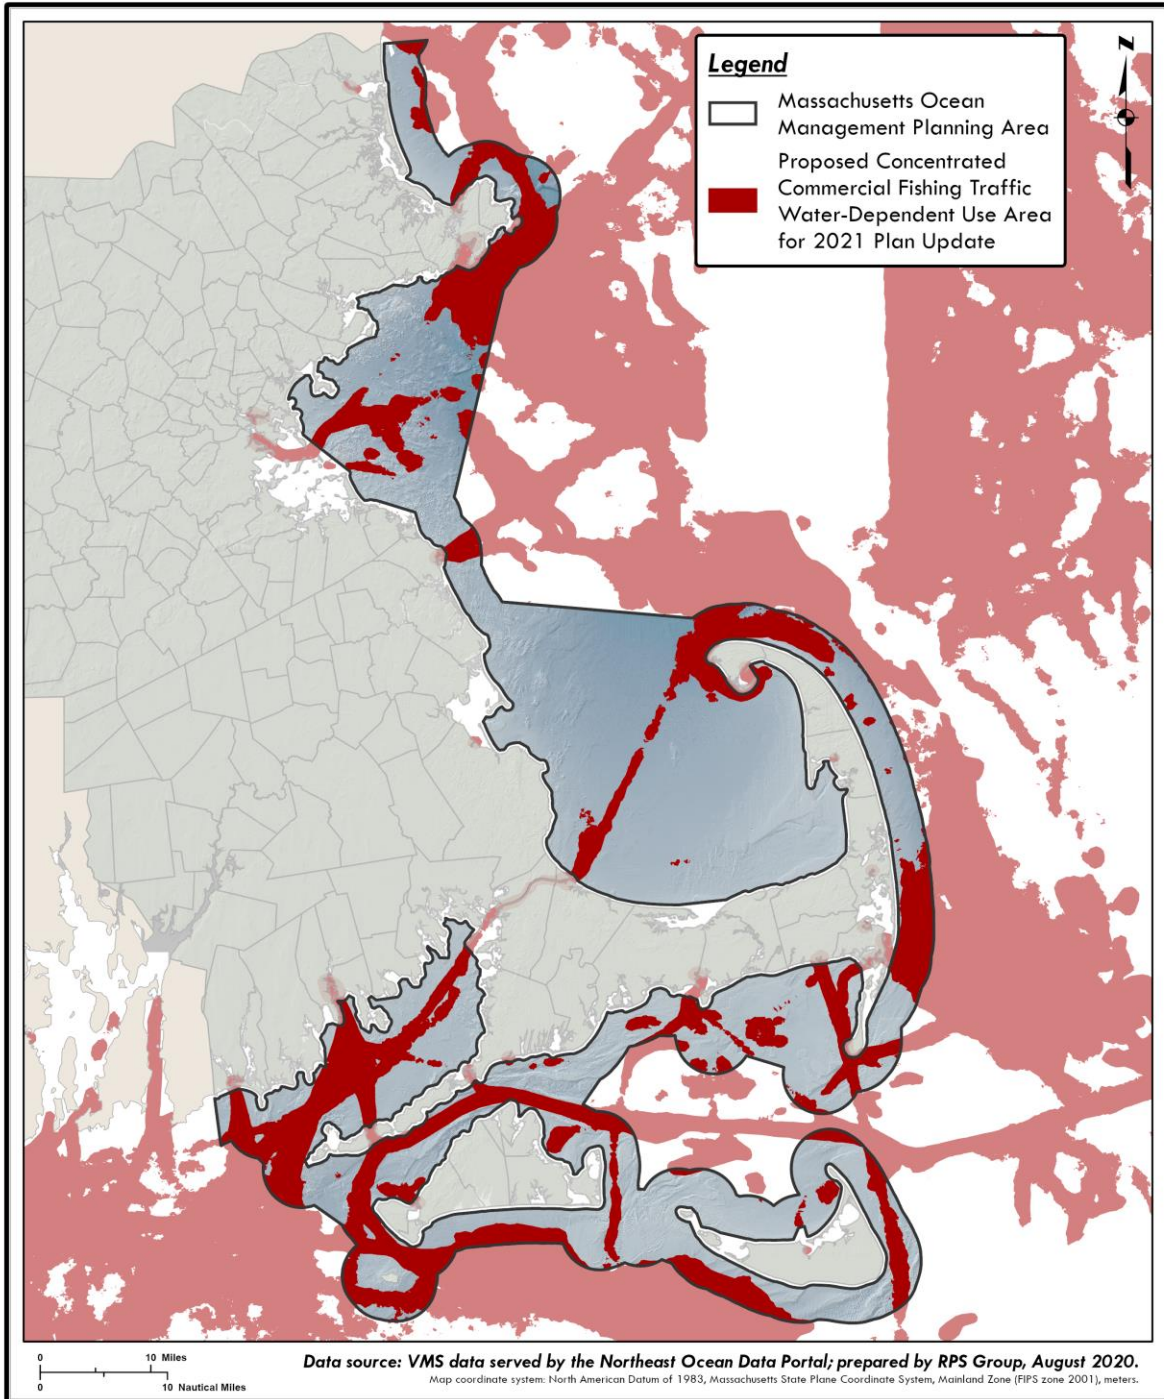 Legend
Massachusetts Ocean
Management Planning Area
Proposed Concentrated
Commercial Fishing Traffic
Water-Dependent Use Area
for 2021 Plan Update
N
0 10 Miles
0 10 Nautical Miles
Data source: VMS data served by the Northeast Ocean Data Portal; prepared by RPS Group, August 2020.
Map coordinate system: North American Datum of 1983, Massachusetts State Plane Coordinate System, Mainland Zone (FIPS zone 2001), meters.